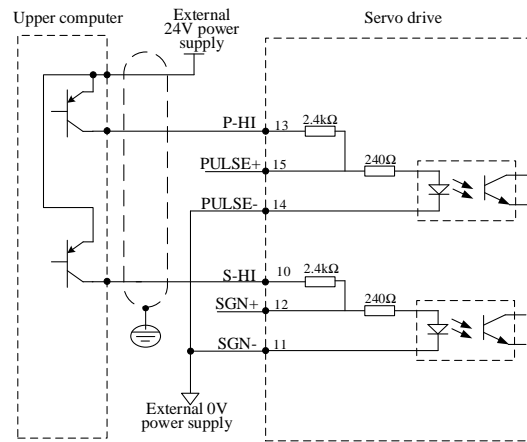 Upper computer
External
24V power
supply
Servo drive
P-HI 13 2.4kΩ
PULSE+ 15 240Ω
PULSE- 14
S-HI 10 2.4kΩ
SGN+ 12 240Ω
SGN- 11
External 0V
power supply